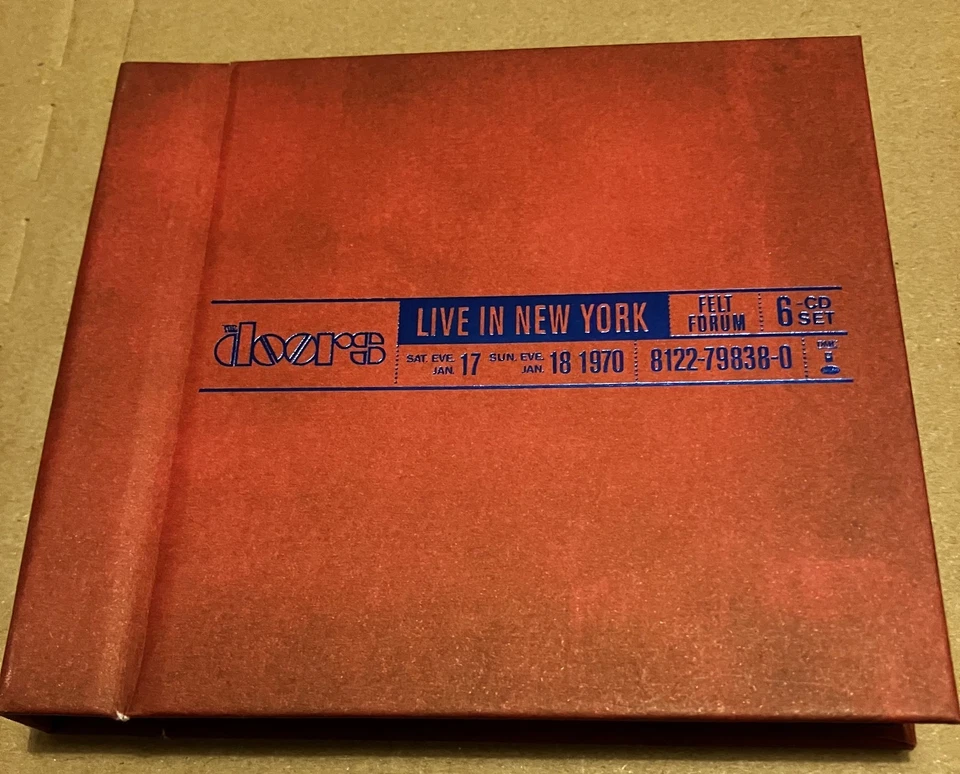 THE doors
LIVE IN NEW YORK
FELT FORUM
6-CD SET
SAT. EVE. JAN. 17 SUN. EVE. JAN. 18 1970
8122-79838-0